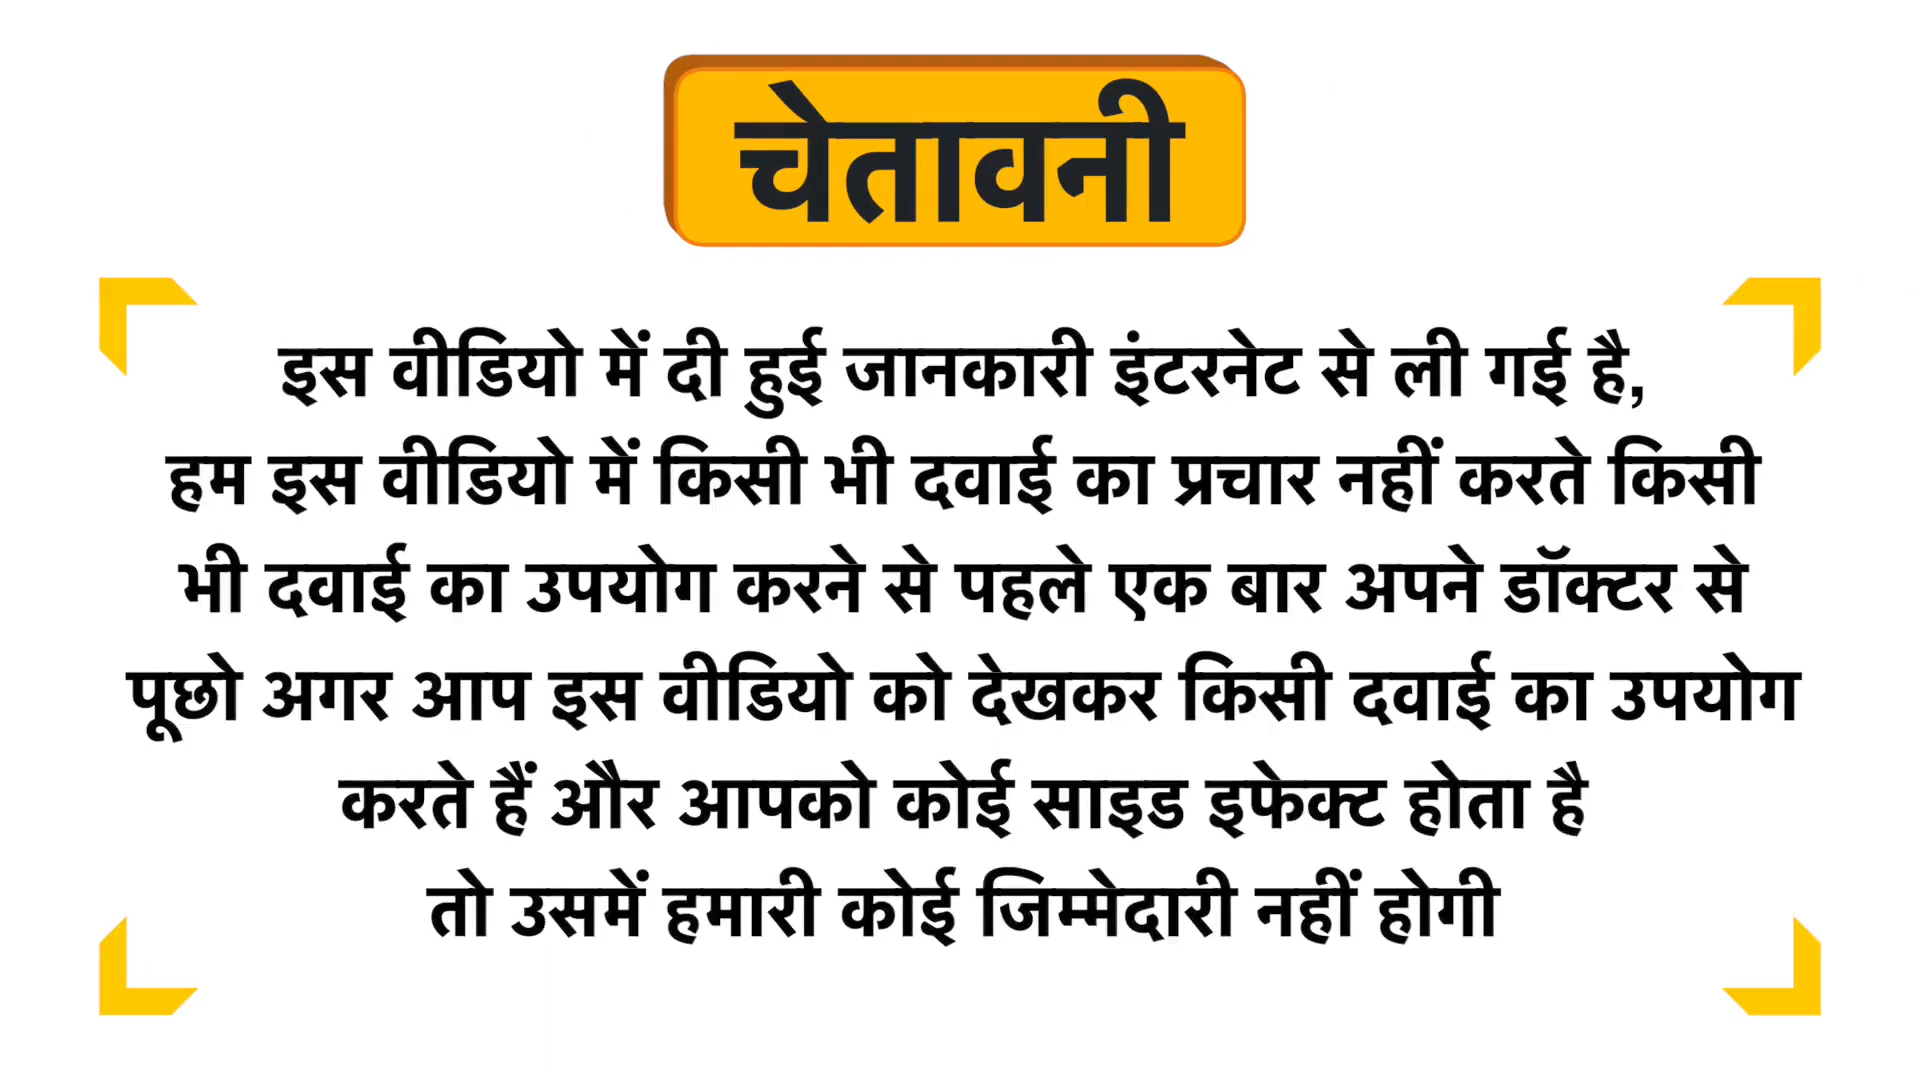 चेतावनी
इस वीडियो में दी हुई जानकारी इंटरनेट से ली गई है,
हम इस वीडियो में किसी भी दवाई का प्रचार नहीं करते किसी
भी दवाई का उपयोग करने से पहले एक बार अपने डॉक्टर से
पूछो अगर आप इस वीडियो को देखकर किसी दवाई का उपयोग
करते हैं और आपको कोई साइड इफेक्ट होता है
तो उसमें हमारी कोई जिम्मेदारी नहीं होगी